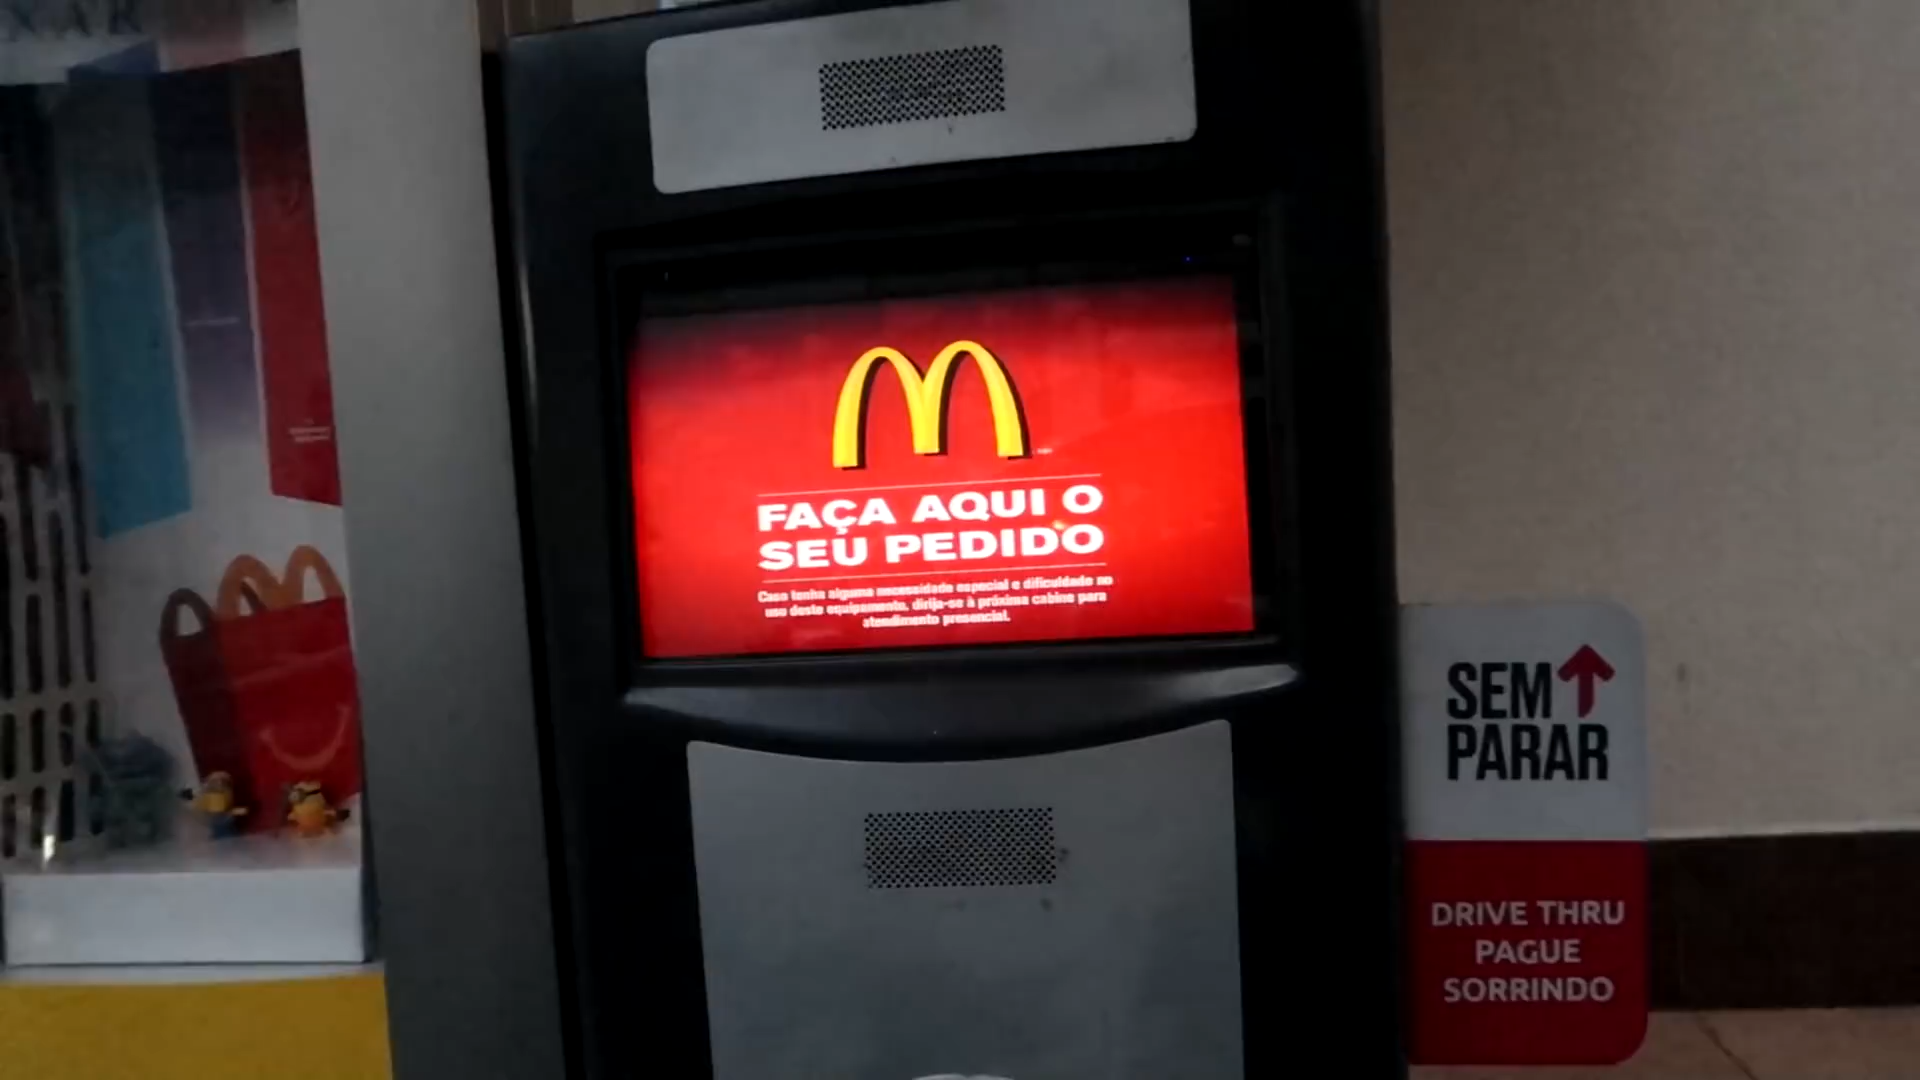 FAÇA AQUI O
SEU PEDIDO
Caso tenha alguma necessidade especial e dificuldade no
uso deste equipamento, dirija-se à próxima cabine para
atendimento presencial.
SEM
PARAR
DRIVE THRU
PAGUE
SORRINDO